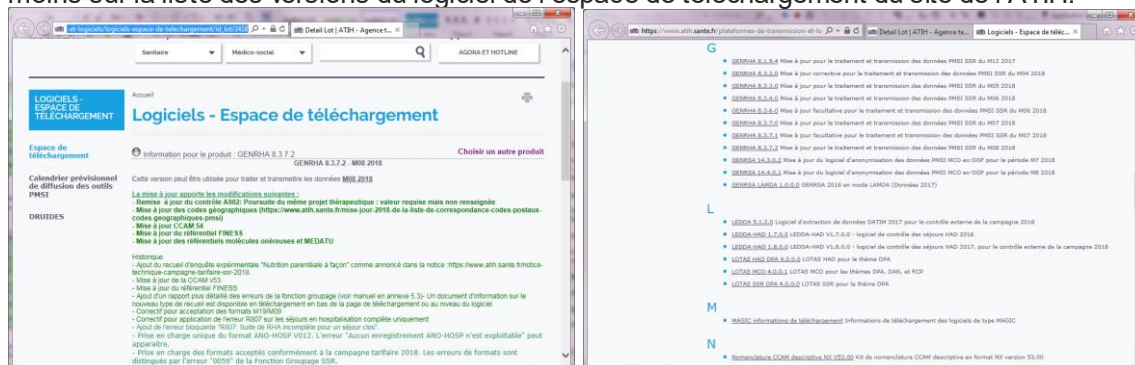 moins sur la liste des versions du logiciel de l'espace de téléchargement du site de l'ATIH.
Detail Lot | ATIH - Agence t...
Sanitaire
Médico-social
AGORA ET HOTLINE
LOGICIELS -
ESPACE DE
TÉLÉCHARGEMENT
Accueil
Logiciels - Espace de téléchargement
Espace de
téléchargement
Calendrier prévisionnel
de diffusion des outils
PMSI
DRUIDES
Information pour le produit : GENRHA 8.3.7.2
Choisir un autre produit
GENRHA 8.3.7.2 - M08 2018
Cette version peut être utilisée pour traiter et transmettre les données M08 2018
La mise à jour apporte les modifications suivantes :
- Remise à jour du contrôle A902: Poursuite du même projet thérapeutique : valeur requise mais non renseignée
- Mise à jour des codes géographiques (https://www.atih.sante.fr/mise-jour-2018-de-la-liste-de-correspondance-codes-postaux-
codes-geographiques-pmsi)
- Mise à jour CCAM 54
- Mise à jour du référentiel FINESS
- Mise à jour des référentiels molécules onéreuses et MEDATU
Historique:
- Ajout du recueil d'enquête expérimentale "Nutrition parentéale à façon" comme annoncé dans la notice :https://www.atih.sante.fr/notice-
technique-campagne-tarifaire-ssr-2018.
- Mise à jour de la CCAM v53
- Mise à jour du référentiel FINESS
- Ajout d'un rapport plus détaillé des erreurs de la fonction groupage (voir manuel en annexe 5.3)- Un document d'information sur le
nouveau type de recueil est disponible en téléchargement en bas de la page de téléchargement ou au niveau du logiciel
- Correctif pour acceptation des formats M19/M09
- Correctif pour application de l'erreur R807 sur les séjours en hospitalisation complète uniquement
- Ajout de l'erreur bloquante "R807: Suite de RHA incomplète pour un séjour clos".
- Prise en charge unique du format ANO-HOSP V012. L'erreur "Aucun enregistrement ANO-HOSP n'est exploitable" peut
apparaître.
- Prise en charge des formats acceptés conformément à la campagne tarifaire 2018. Les erreurs de formats sont
distingués par l'erreur "0059" de la Fonction Groupage SSR.
https://www.atih.sante.fr/plateformes-de-transmission-et-lo
Detail Lot | ATIH - Agence te...
Logiciels - Espace de téléc...
G
GENRHA 8.1.9.4 Mise à jour pour le traitement et transmission des données PMSI SSR du M12 2017
GENRHA 8.3.2.0 Mise à jour corrective pour le traitement et transmission des données PMSI SSR du M04 2018
GENRHA 8.3.3.0 Mise à jour pour le traitement et transmission des données PMSI SSR du M05 2018
GENRHA 8.3.4.0 Mise à jour pour le traitement et transmission des données PMSI SSR du M06 2018
GENRHA 8.3.6.0 Mise à jour facultative pour le traitement et transmission des données PMSI SSR du M06 2018
GENRHA 8.3.7.0 Mise à jour pour le traitement et transmission des données PMSI SSR du M07 2018
GENRHA 8.3.7.1 Mise à jour facultative pour le traitement et transmission des données PMSI SSR du M07 2018
GENRHA 8.3.7.2 Mise à jour pour le traitement et transmission des données PMSI SSR du M08 2018
GENRSA 14.3.0.2 Mise à jour du logiciel d'anonymisation des données PMSI MCO ex-DGF pour la période M7 2018
GENRSA 14.4.0.1 Mise à jour du logiciel d'anonymisation des données PMSI MCO ex-DGF pour la période M8 2018
GENRSA LAMDA 1.0.0.0 GENRSA 2018 en mode LAMDA (Données 2017)
L
LEDDA 5.1.2.0 Logiciel d'extraction de données DATIM 2017 pour le contrôle externe de la campagne 2018
LEDDA-HAD 1.7.0.0 LEDDA-HAD V1.7.0.0 - logiciel de contrôle des séjours HAD 2016
LEDDA-HAD 1.8.0.0 LEDDA-HAD V1.8.0.0 - logiciel de contrôle des séjours HAD 2017, pour le contrôle externe de la campagne 2018
LOTAS HAD DPA 4.0.0.0 LOTAS HAD pour le thème DPA
LOTAS MCO 4.0.0.1 LOTAS MCO pour les thèmes DPA, DAN, et RCP
LOTAS SSR DPA 4.0.0.0 LOTAS SSR pour le thème DPA
M
MAGIC informations de téléchargement Informations de téléchargement des logiciels de type MAGIC
N
Nomenclature CCAM descriptive NX V53.00 Kit de nomenclature CCAM descriptive en format NX version 53.00